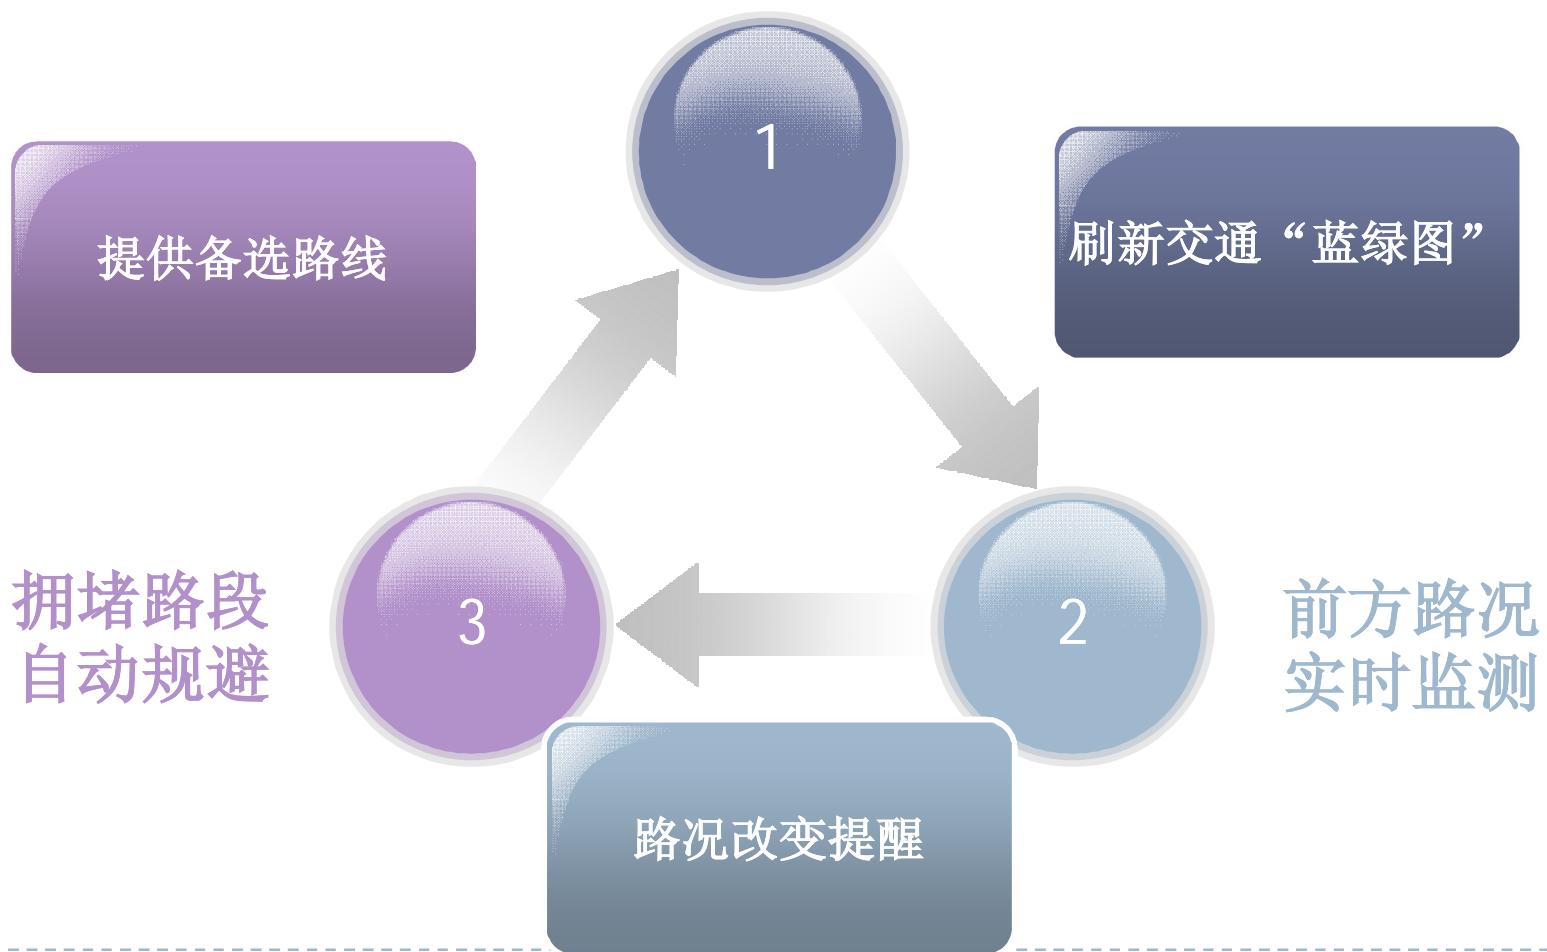 1
提供备选路线
刷新交通“蓝绿图”
拥堵路段
自动规避
3
2
前方路况
实时监测
路况改变提醒